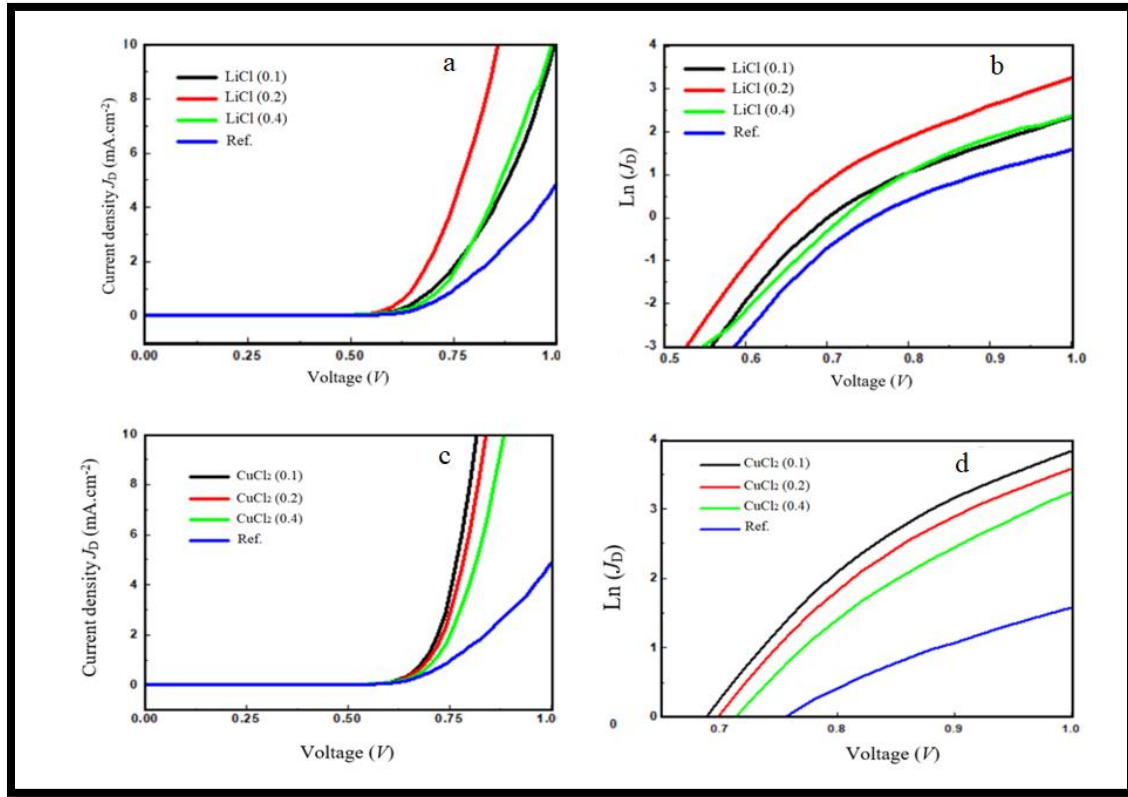 a
10
8
6
4
2
0
Current density JD (mA.cm-2)
LiCl (0.1)
LiCl (0.2)
LiCl (0.4)
Ref.
0.00 0.25 0.50 0.75 1.0
Voltage (V)
b
4
3
2
1
0
-1
-2
-3
Ln (JD)
LiCl (0.1)
LiCl (0.2)
LiCl (0.4)
Ref.
0.5 0.6 0.7 0.8 0.9 1.0
Voltage (V)
c
10
8
6
4
2
0
Current density JD (mA.cm-2)
CuCl2 (0.1)
CuCl2 (0.2)
CuCl2 (0.4)
Ref.
0.00 0.25 0.50 0.75 1.0
Voltage (V)
d
4
3
2
1
0
Ln (JD)
CuCl2 (0.1)
CuCl2 (0.2)
CuCl2 (0.4)
Ref.
0 0.7 0.8 0.9 1.0
Voltage (V)